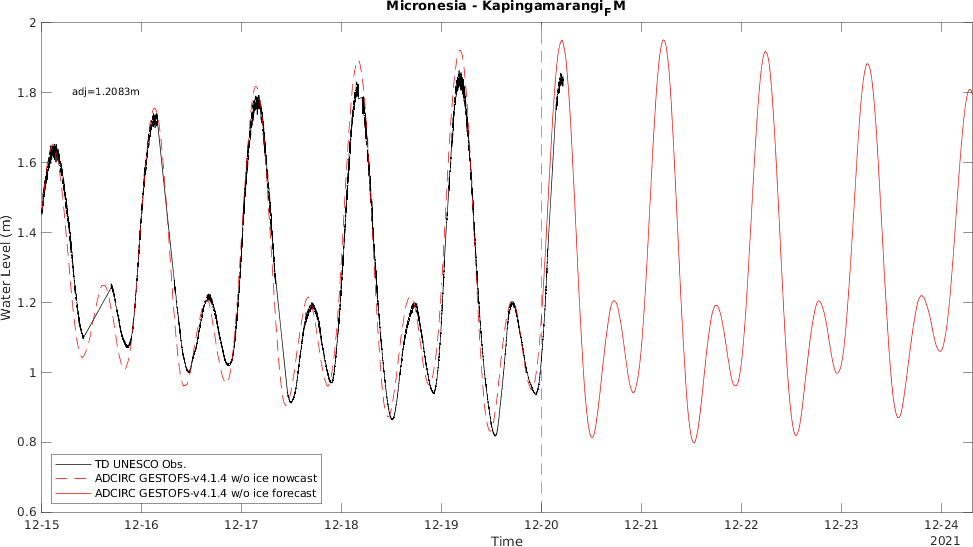 Micronesia - KapingamarangiFM
2
1.8
1.6
1.4
1.2
1
0.8
0.6
Water Level (m)
adj=1.2083m
TD UNESCO Obs.
ADCIRC GESTOFS-v4.1.4 w/o ice nowcast
ADCIRC GESTOFS-v4.1.4 w/o ice forecast
12-15 12-16 12-17 12-18 12-19 12-20 12-21 12-22 12-23 12-24
Time 2021